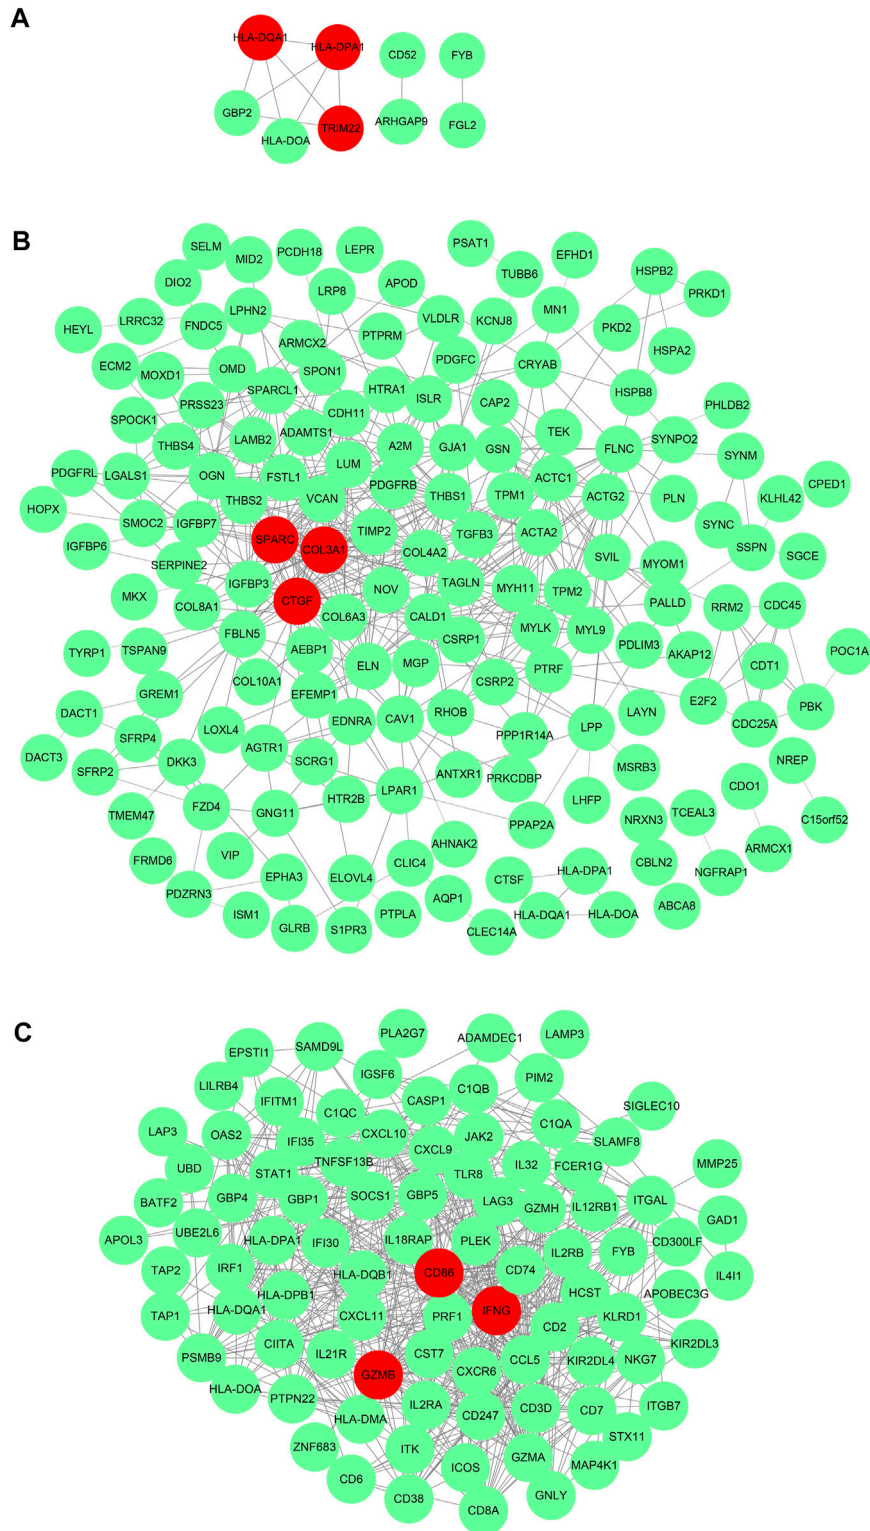 A
HLA-DQA1
HLA-DPA1
CD52
FYB
GBP2
HLA-DOA
TRIM22
ARHGAP9
FGL2
B
SELM
MID2
PCDH18
LEPR
PSAT1
EFHD1
DIO2
LRP8
APOD
TUBB6
HSPB2
HEYL
LRRC32
FNDC5
LPHN2
ARMCX2
PTPRM
VLDLR
KCNJ8
MN1
PKD2
PRKD1
ECM2
MOXD1
OMD
SPON1
PDGFC
CRYAB
HSPA2
SPOCK1
PRSS23
SPARCL1
CDH11
HTRA1
ISLR
CAP2
HSPB8
PHLDB2
THBS4
LAMB2
ADAMTS1
A2M
GJA1
GSN
TEK
FLNC
SYNPO2
SYNM
PDGFRL
LGALS1
OGN
FSTL1
LUM
PDGFRB
THBS1
TPM1
ACTC1
ACTG2
PLN
KLHL42
CPED1
HOPX
SMOC2
IGFBP7
THBS2
VCAN
TIMP2
TGFB3
ACTA2
SYNC
SSPN
SGCE
IGFBP6
SERPINE2
SPARC
COL3A1
COL4A2
SVIL
MYOM1
MKX
COL8A1
IGFBP3
CTGF
NOV
TAGLN
MYH11
TPM2
PALLD
RRM2
CDC45
TYRP1
TSPAN9
FBLN5
COL6A3
CALD1
CSRP1
MYLK
MYL9
PDLIM3
AKAP12
CDT1
POC1A
GREM1
COL10A1
AEBP1
ELN
MGP
CSRP2
PTRF
E2F2
PBK
DACT1
LOXL4
EFEMP1
EDNRA
CAV1
RHOB
PPP1R14A
LPP
LAYN
CDC25A
DACT3
SFRP4
SFRP2
DKK3
AGTR1
SCRG1
ANTXR1
PRKCDBP
MSRB3
CDO1
NREP
TMEM47
FZD4
GNG11
HTR2B
LPAR1
PPAP2A
LHFP
NRXN3
TCEAL3
C15orf52
FRMD6
VIP
AHNAK2
ARMCX1
PDZRN3
EPHA3
ELOVL4
CLIC4
CTSF
HLA-DPA1
CBLN2
NGFRAP1
ISM1
GLRB
S1PR3
PTPLA
AQP1
CLEC14A
HLA-DQA1
HLA-DOA
ABCA8
C
EPSTI1
SAMD9L
PLA2G7
ADAMDEC1
LAMP3
LILRB4
IFITM1
IGSF6
CASP1
C1QB
PIM2
SIGLEC10
LAP3
OAS2
IFI35
C1QC
CXCL10
CXCL9
JAK2
C1QA
SLAMF8
UBD
STAT1
TNFSF13B
TLR8
IL32
FCER1G
MMP25
BATF2
GBP4
GBP1
SOCS1
GBP5
LAG3
GZMH
IL12RB1
ITGAL
GAD1
APOL3
UBE2L6
HLA-DPA1
IFI30
IL18RAP
PLEK
IL2RB
FYB
CD300LF
TAP2
IRF1
HLA-DQB1
CD86
CD74
IL4I1
TAP1
HLA-DQA1
HLA-DPB1
CXCL11
PRF1
IFNG
HCST
APOBEC3G
PSMB9
CIITA
IL21R
CST7
CD2
KLRD1
KIR2DL3
HLA-DOA
PTPN22
GZMB
CXCR6
CCL5
KIR2DL4
NKG7
HLA-DMA
IL2RA
CD247
CD3D
CD7
ITGB7
ZNF683
ITK
STX11
CD6
ICOS
GZMA
MAP4K1
CD38
CD8A
GNLY